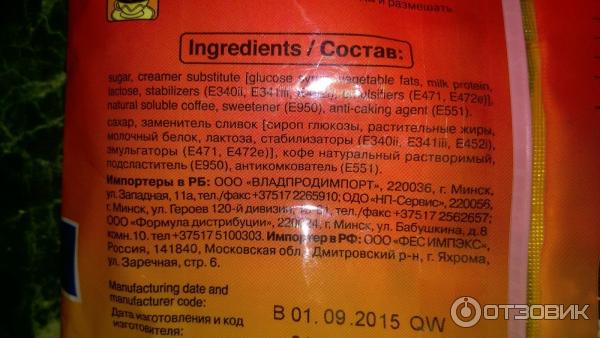 и размешать
Ingredients / Состав:
sugar, creamer substitute [glucose syrup, vegetable fats, milk protein,
lactose, stabilizers (E340ii, E341iii, emulsifiers (E471, E472e)],
natural soluble coffee, sweetener (E950), anti-caking agent (E551).
сахар, заменитель сливок [сироп глюкозы, растительные жиры,
молочный белок, лактоза, стабилизаторы (E340ii, E341iii, E452i),
эмульгаторы (E471, E472e)], кофе натуральный растворимый,
подсластитель (E950), антикомкователь (E551).
Импортеры в РБ: ООО «ВЛАДПРОДИМПОРТ», 220036, г. Минск,
ул.Западная, 11а, тел./факс +37517 2265910; ОДО «НП-Сервис», 220056,
г. Минск, ул. Героев 120-й дивизии, тел./факс +37517 2562657;
ООО «Формула дистрибуции», г. Минск, ул. Бабушкина, д.8
комн.10. тел+37517 5100303. Импортер в РФ: ООО «ФЕС ИМПЭКС»,
Россия, 141840, Московская обл., Дмитровский р-н, г. Яхрома,
ул. Заречная, стр. 6.
Manufacturing date and
manufacturer code:
Дата изготовления и код
изготовителя:
B 01. 09. 2015 QW
ОТЗОВИК